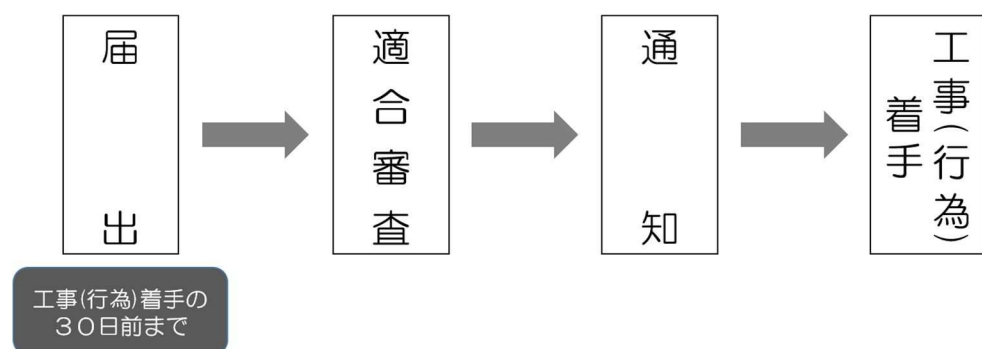 届出
適合審査
通知
工事(行為)
着手
工事(行為)着手の
30日前まで